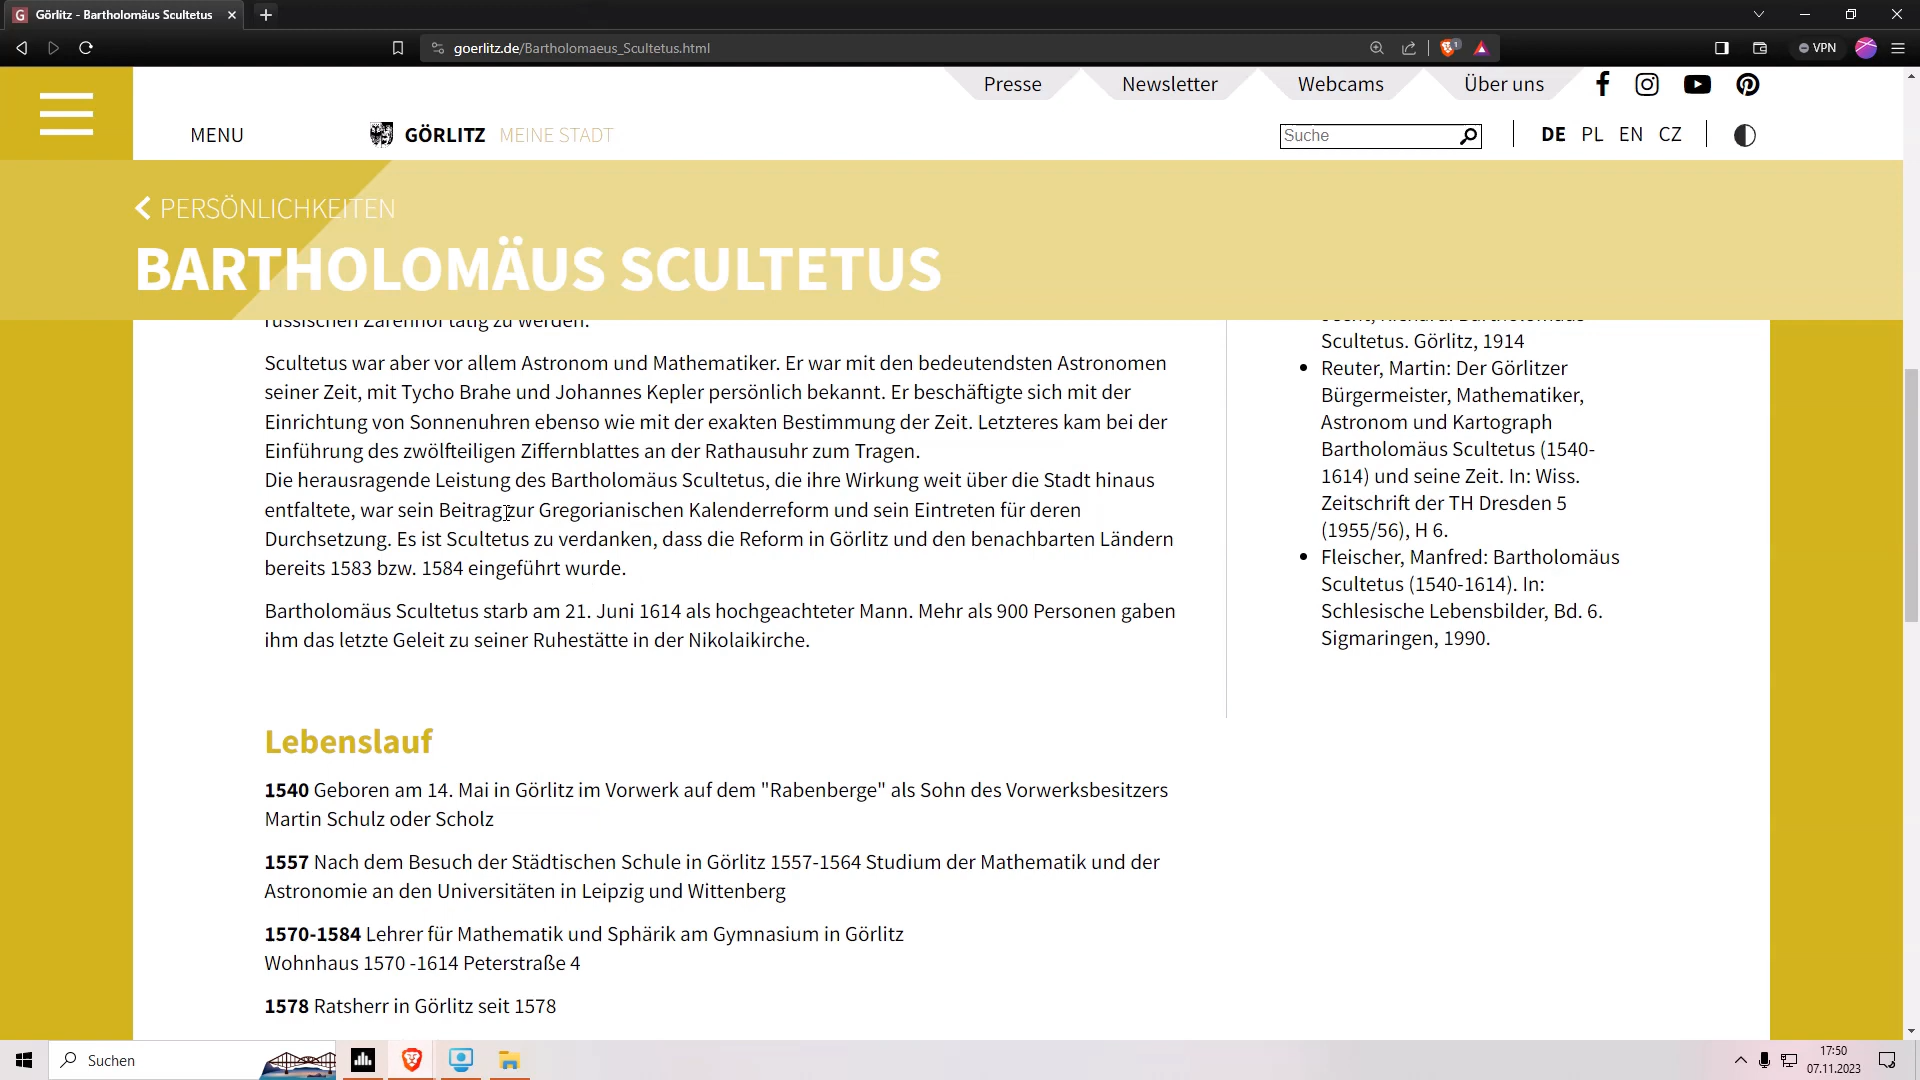 Görlitz - Bartholomäus Scultetus
goerlitz.de/Bartholomaeus_Scultetus.html
VPN
Presse
Newsletter
Webcams
Über uns
MENU
GÖRLITZ MEINE STADT
Suche
DE PL EN CZ
PERSÖNLICHKEITEN
BARTHOLOMÄUS SCULTETUS
russischen Zarenhof tätig zu werden.
Scultetus war aber vor allem Astronom und Mathematiker. Er war mit den bedeutendsten Astronomen
seiner Zeit, mit Tycho Brahe und Johannes Kepler persönlich bekannt. Er beschäftigte sich mit der
Einrichtung von Sonnenuhren ebenso wie mit der exakten Bestimmung der Zeit. Letzteres kam bei der
Einführung des zwölfteiligen Ziffernblattes an der Rathausuhr zum Tragen.
Die herausragende Leistung des Bartholomäus Scultetus, die ihre Wirkung weit über die Stadt hinaus
entfaltete, war sein Beitrag zur Gregorianischen Kalenderreform und sein Eintreten für deren
Durchsetzung. Es ist Scultetus zu verdanken, dass die Reform in Görlitz und den benachbarten Ländern
bereits 1583 bzw. 1584 eingeführt wurde.
Bartholomäus Scultetus starb am 21. Juni 1614 als hochgeachteter Mann. Mehr als 900 Personen gaben
ihm das letzte Geleit zu seiner Ruhestätte in der Nikolaikirche.
Scultetus. Görlitz, 1914
Reuter, Martin: Der Görlitzer
Bürgermeister, Mathematiker,
Astronom und Kartograph
Bartholomäus Scultetus (1540-
1614) und seine Zeit. In: Wiss.
Zeitschrift der TH Dresden 5
(1955/56), H 6.
Fleischer, Manfred: Bartholomäus
Scultetus (1540-1614). In:
Schlesische Lebensbilder, Bd. 6.
Sigmaringen, 1990.
Lebenslauf
1540 Geboren am 14. Mai in Görlitz im Vorwerk auf dem "Rabenberge" als Sohn des Vorwerksbesitzers
Martin Schulz oder Scholz
1557 Nach dem Besuch der Städtischen Schule in Görlitz 1557-1564 Studium der Mathematik und der
Astronomie an den Universitäten in Leipzig und Wittenberg
1570-1584 Lehrer für Mathematik und Sphärik am Gymnasium in Görlitz
Wohnhaus 1570 -1614 Peterstraße 4
1578 Ratsherr in Görlitz seit 1578
Suchen
17:50
07.11.2023